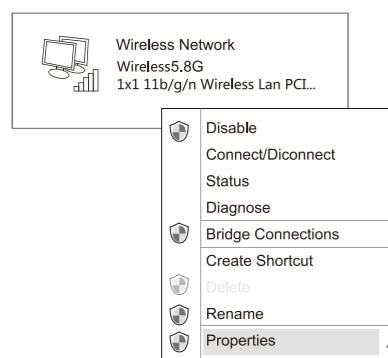 Wireless Network
Wireless5.8G
1x1 11b/g/n Wireless Lan PCI...
Disable
Connect/Diconnect
Status
Diagnose
Bridge Connections
Create Shortcut
Delete
Rename
Properties